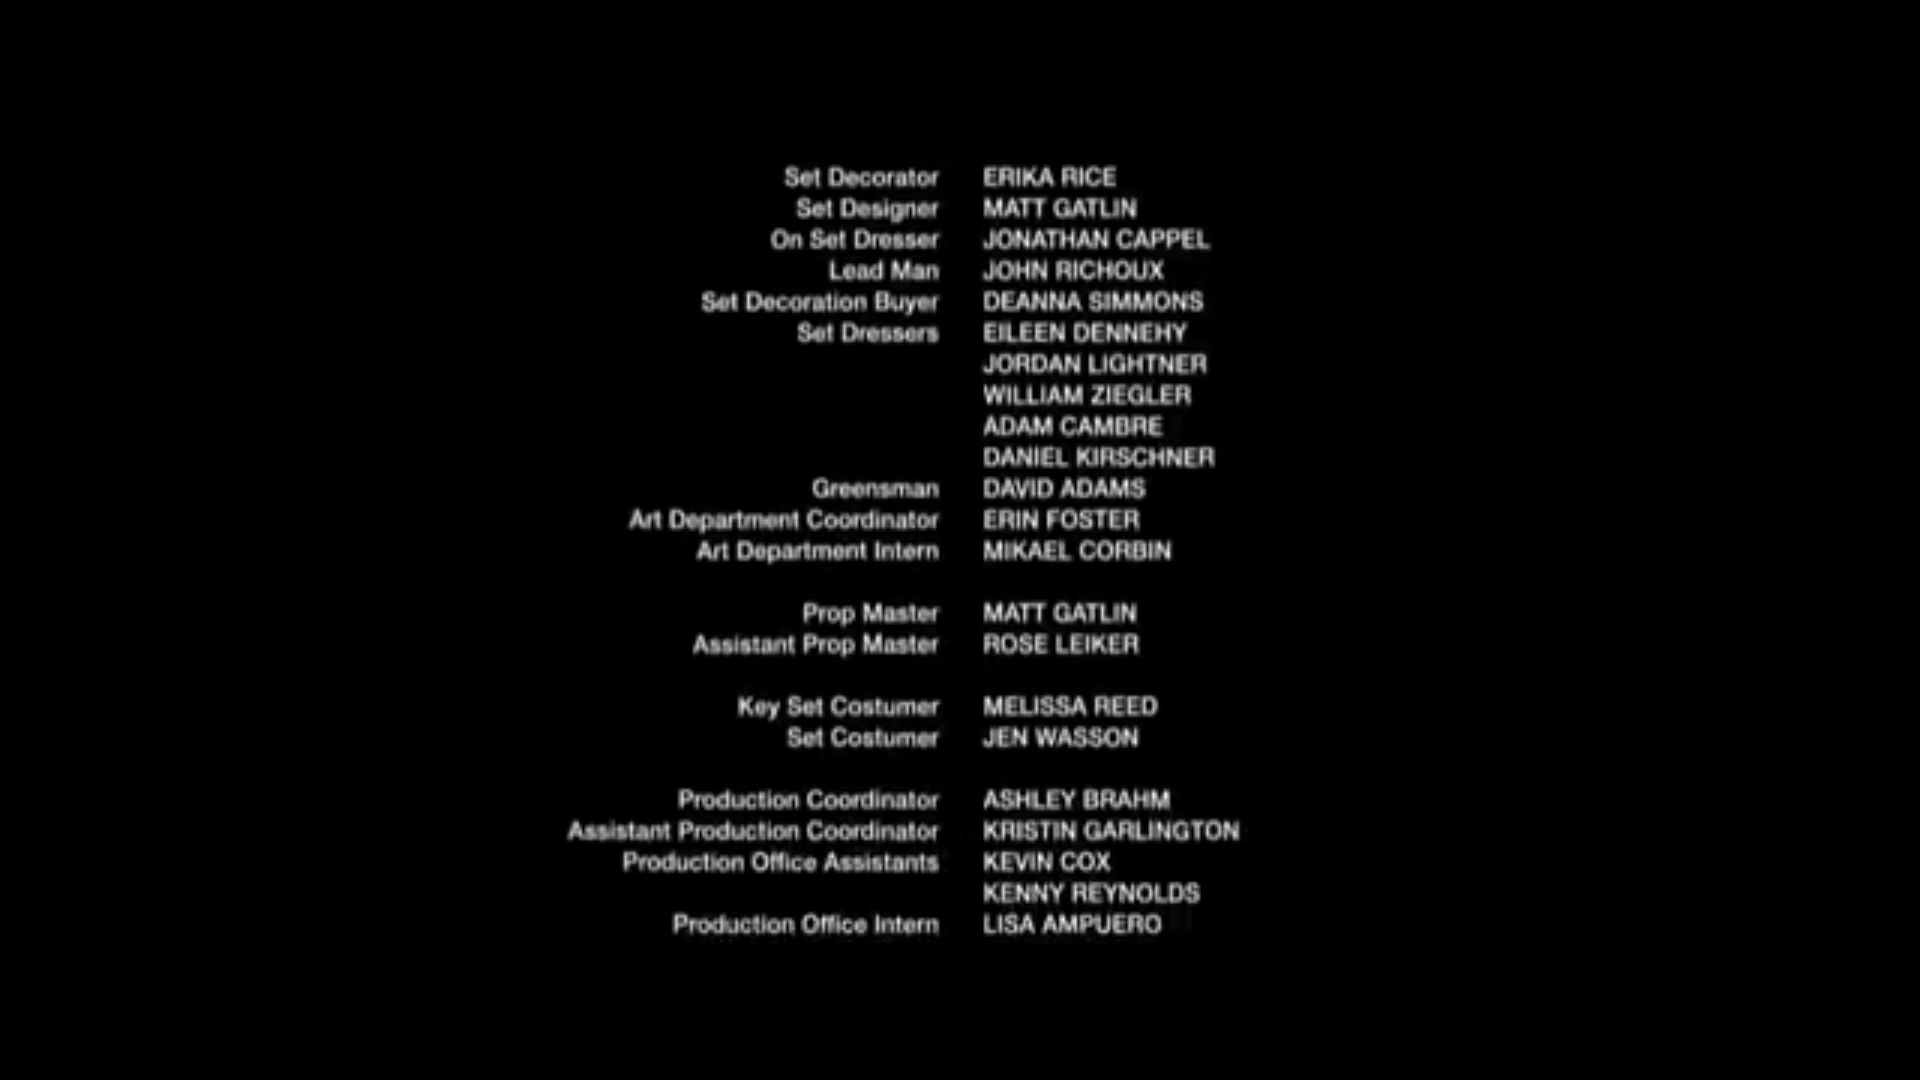 Set Decorator ERIKA RICE
Set Designer MATT GATLIN
On Set Dresser JONATHAN CAPPEL
Lead Man JOHN RICHOUX
Set Decoration Buyer DEANNA SIMMONS
Set Dressers EILEEN DENNEHY
JORDAN LIGHTNER
WILLIAM ZIEGLER
ADAM CAMBRE
DANIEL KIRSCHNER
Greensman DAVID ADAMS
Art Department Coordinator ERIN FOSTER
Art Department Intern MIKAEL CORBIN
Prop Master MATT GATLIN
Assistant Prop Master ROSE LEIKER
Key Set Costumer MELISSA REED
Set Costumer JEN WASSON
Production Coordinator ASHLEY BRAHM
Assistant Production Coordinator KRISTIN GARLINGTON
Production Office Assistants KEVIN COX
KENNY REYNOLDS
Production Office Intern LISA AMPUERO